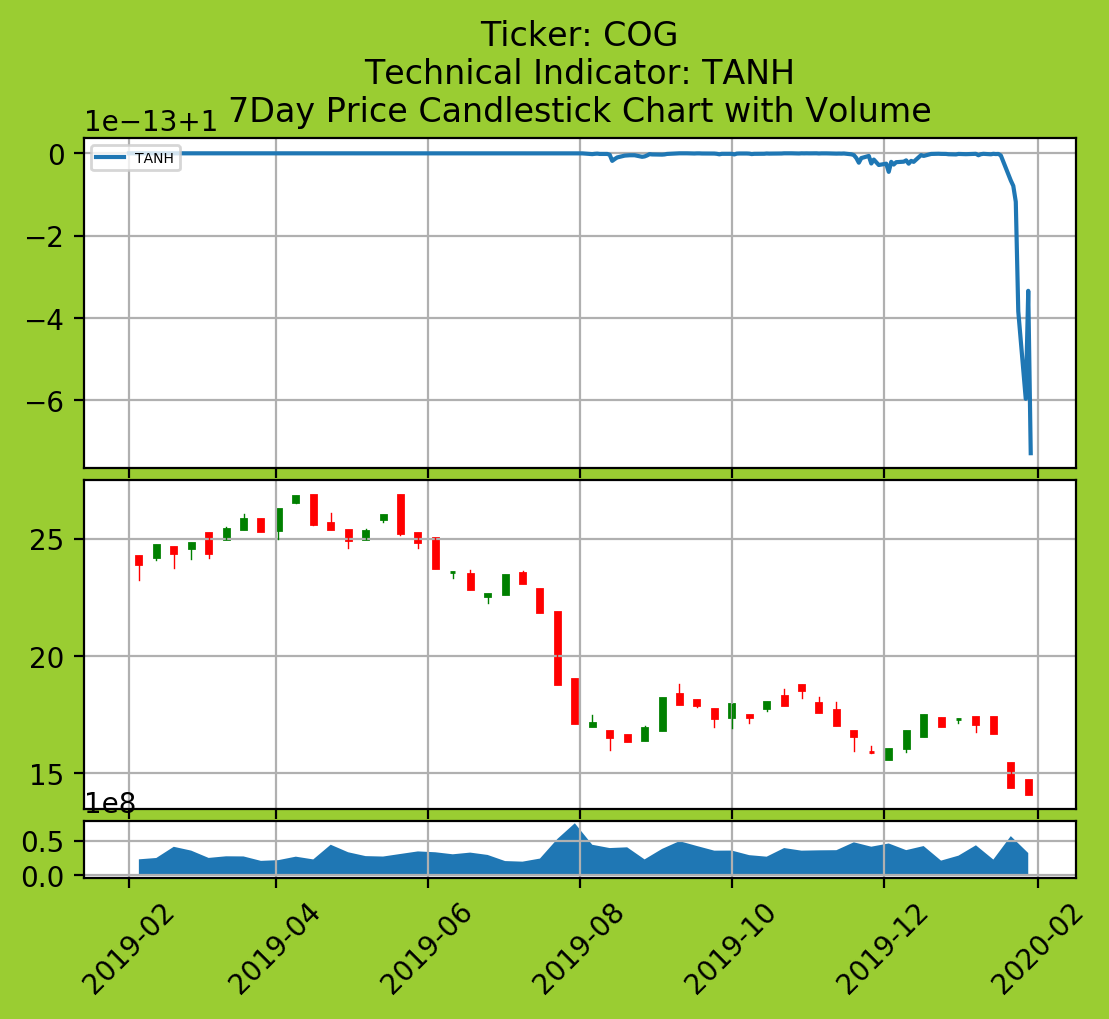 Ticker: COG
Technical Indicator: TANH
7Day Price Candlestick Chart with Volume
1e−13+1
TANH
0
−2
−4
−6
25
20
15
1e8
0.5
0.0
2019-02
2019-04
2019-06
2019-08
2019-10
2019-12
2020-02